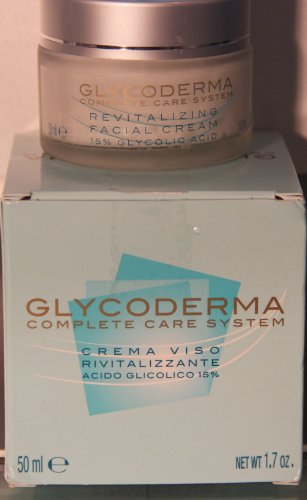 GLYCODERMA
COMPLETE CARE SYSTEM
REVITALIZING
FACIAL CREAM
15% GLYCOLIC ACID
GLYCODERMA
COMPLETE CARE SYSTEM
CREMA VISO
RIVITALIZZANTE
ACIDO GLICOLICO 15%
50 ml e
NET WT 1.7 oz.